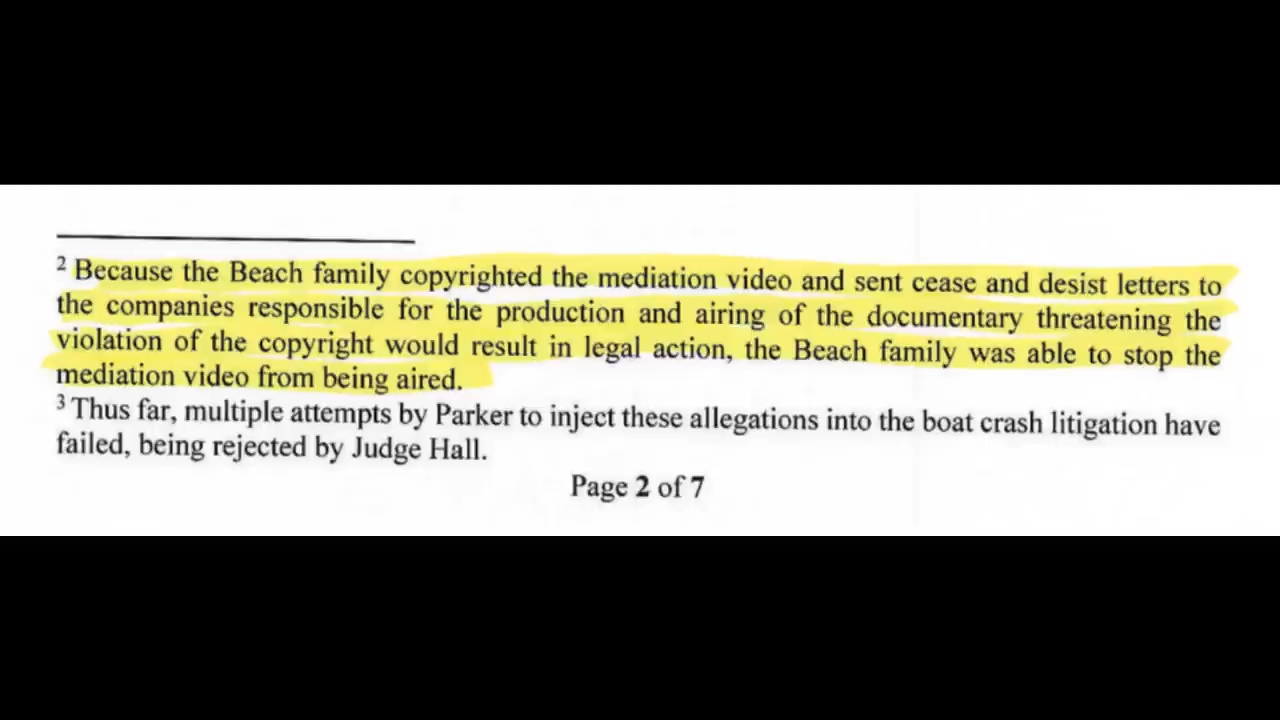 ² Because the Beach family copyrighted the mediation video and sent cease and desist letters to
the companies responsible for the production and airing of the documentary threatening the
violation of the copyright would result in legal action, the Beach family was able to stop the
mediation video from being aired.
³ Thus far, multiple attempts by Parker to inject these allegations into the boat crash litigation have
failed, being rejected by Judge Hall.
Page 2 of 7